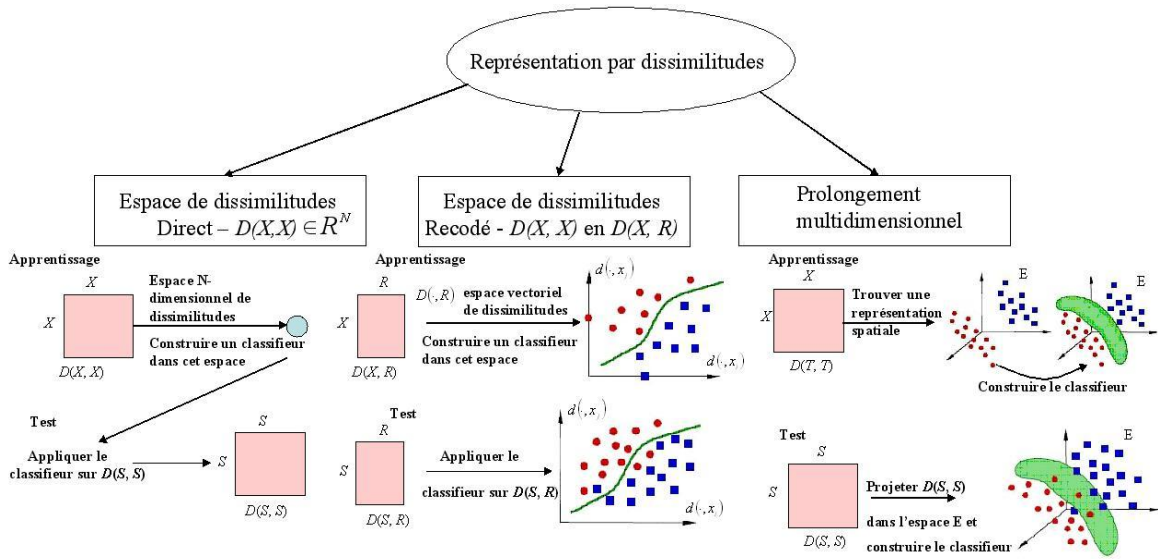 Représentation par dissimilitudes
Espace de dissimilitudes
Direct – D(X,X) ∈ R^N
Espace de dissimilitudes
Recodé - D(X, X) en D(X, R)
Prolongement
multidimensionnel
Apprentissage
X
X
D(X, X)
Espace N-
dimensionnel de
dissimilitudes
Construire un classifieur
dans cet espace
Test
Appliquer le
classifieur sur D(S, S)
S
S
D(S, S)
Apprentissage
R
X
D(X, R)
D(·, R) espace vectoriel
de dissimilitudes
Construire un classifieur
dans cet espace
d(·, x_j)
d(·, x_i)
Test
R
S
D(S, R)
Appliquer le
classifieur sur D(S, R)
d(·, x_j)
d(·, x_i)
Apprentissage
X
X
D(T, T)
Trouver une
représentation
spatiale
E
E
Construire le classifieur
Test
S
S
D(S, S)
Projeter D(S, S)
dans l'espace E et
construire le classifieur
E